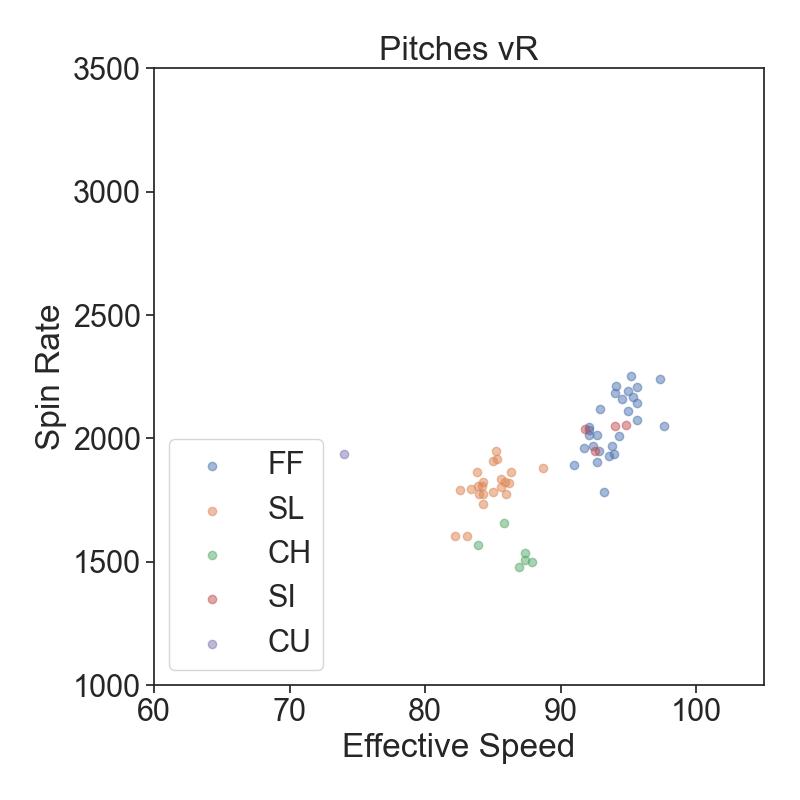 Pitches vR
3500
3000
2500
2000
1500
1000
Spin Rate
FF
SL
CH
SI
CU
60 70 80 90 100
Effective Speed